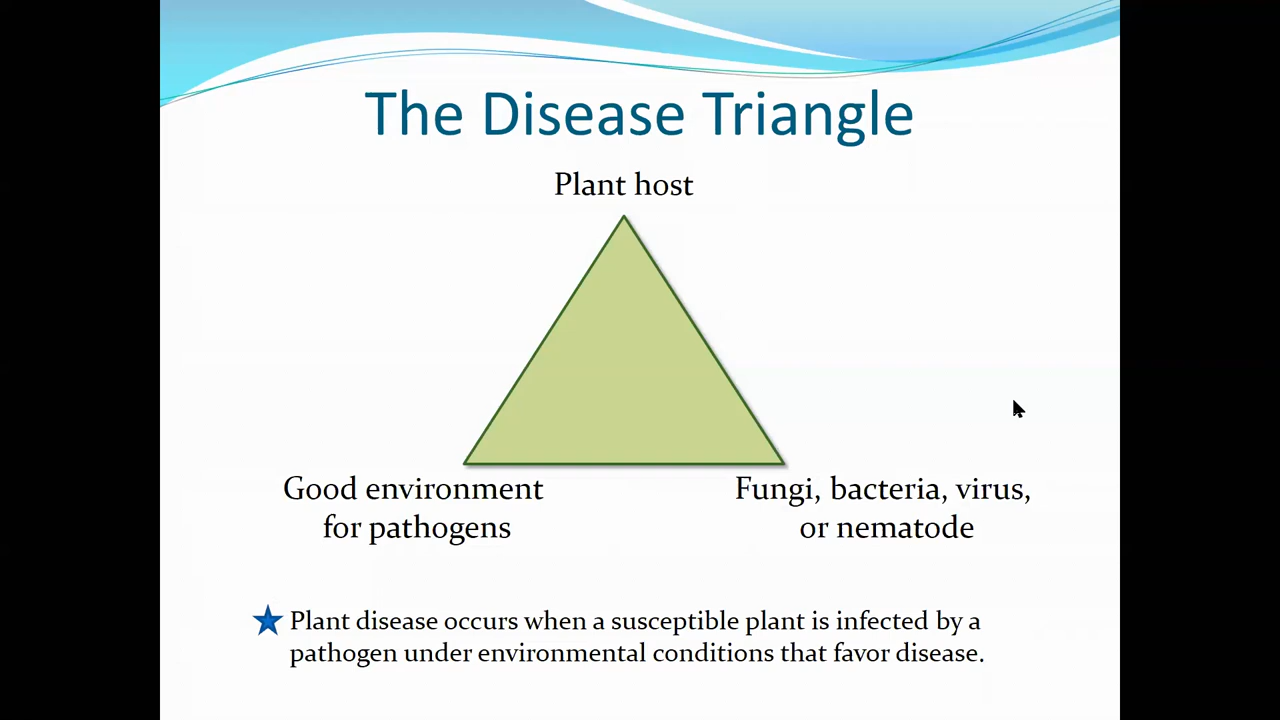 The Disease Triangle
Plant host
Good environment
for pathogens
Fungi, bacteria, virus,
or nematode
Plant disease occurs when a susceptible plant is infected by a
pathogen under environmental conditions that favor disease.